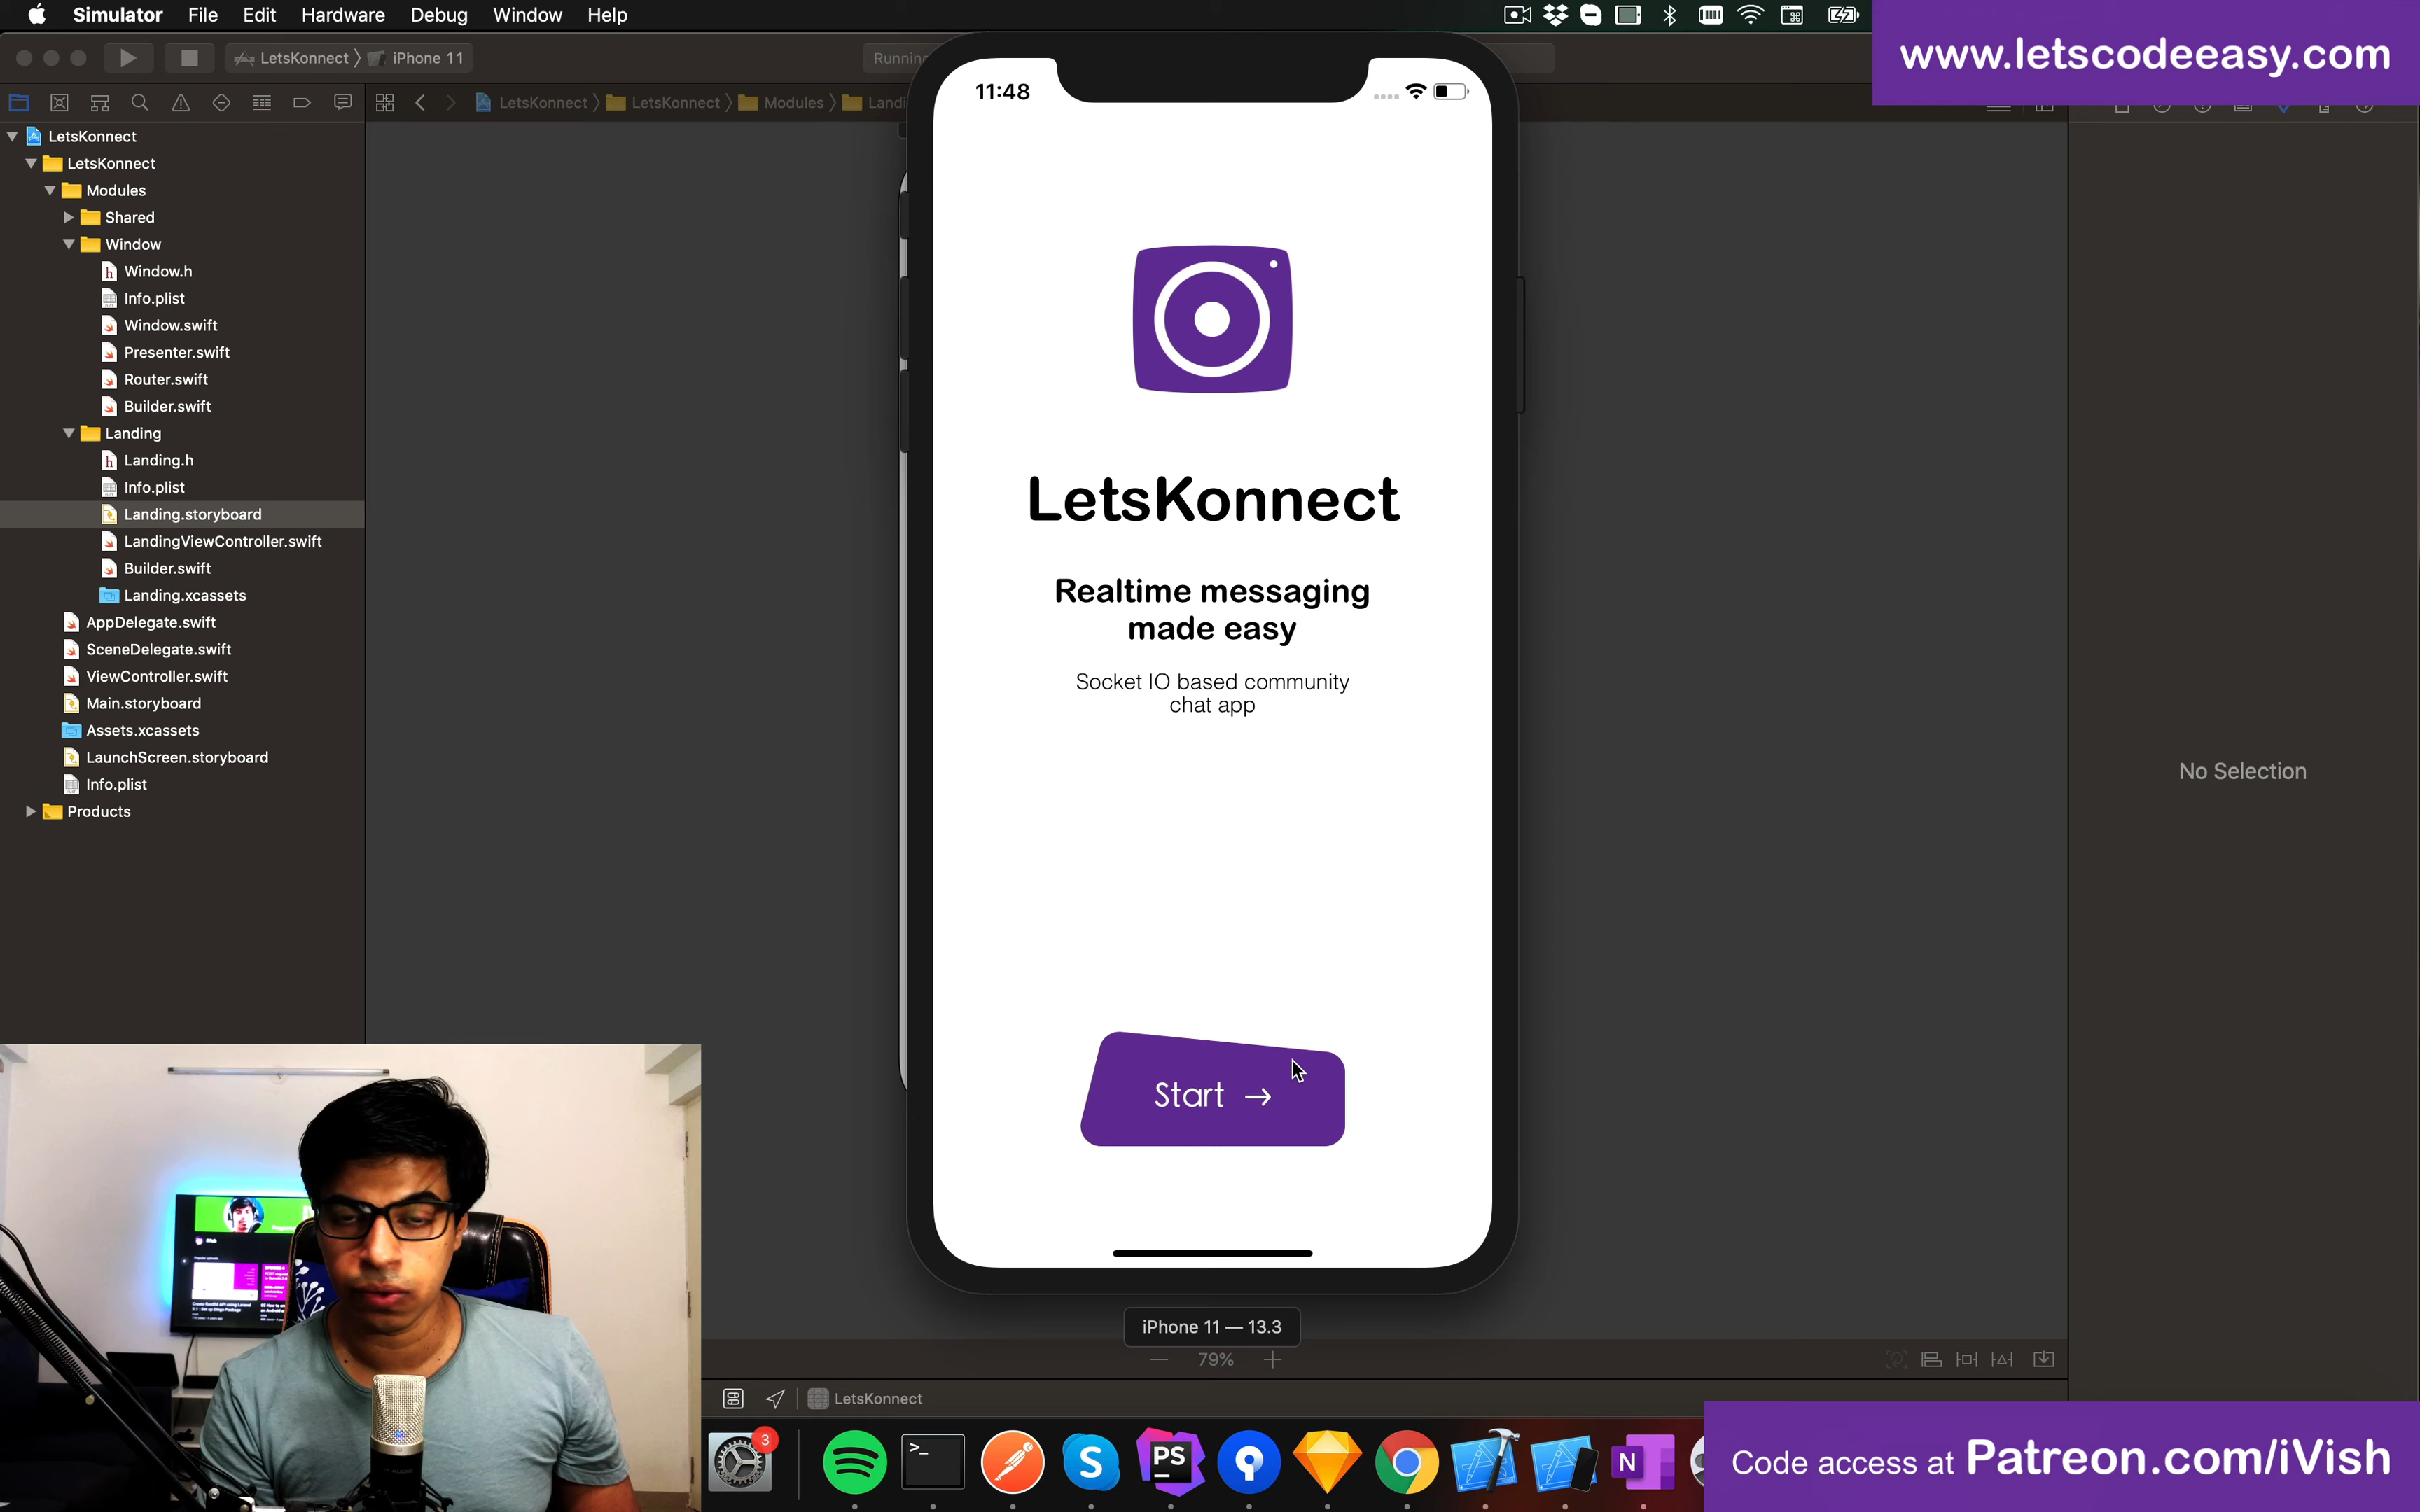 Simulator File Edit Hardware Debug Window Help
www.letscodeeasy.com
LetsKonnect iPhone 11
Running
LetsKonnect LetsKonnect Modules Landi
LetsKonnect
LetsKonnect
Modules
Shared
Window
Window.h
Info.plist
Window.swift
Presenter.swift
Router.swift
Builder.swift
Landing
Landing.h
Info.plist
Landing.storyboard
LandingViewController.swift
Builder.swift
Landing.xcassets
AppDelegate.swift
SceneDelegate.swift
ViewController.swift
Main.storyboard
Assets.xcassets
LaunchScreen.storyboard
Info.plist
Products
11:48
LetsKonnect
Realtime messaging
made easy
Socket IO based community
chat app
Start →
No Selection
iPhone 11 — 13.3
79%
LetsKonnect
3
>_
S
PS
N
Code access at Patreon.com/iVish